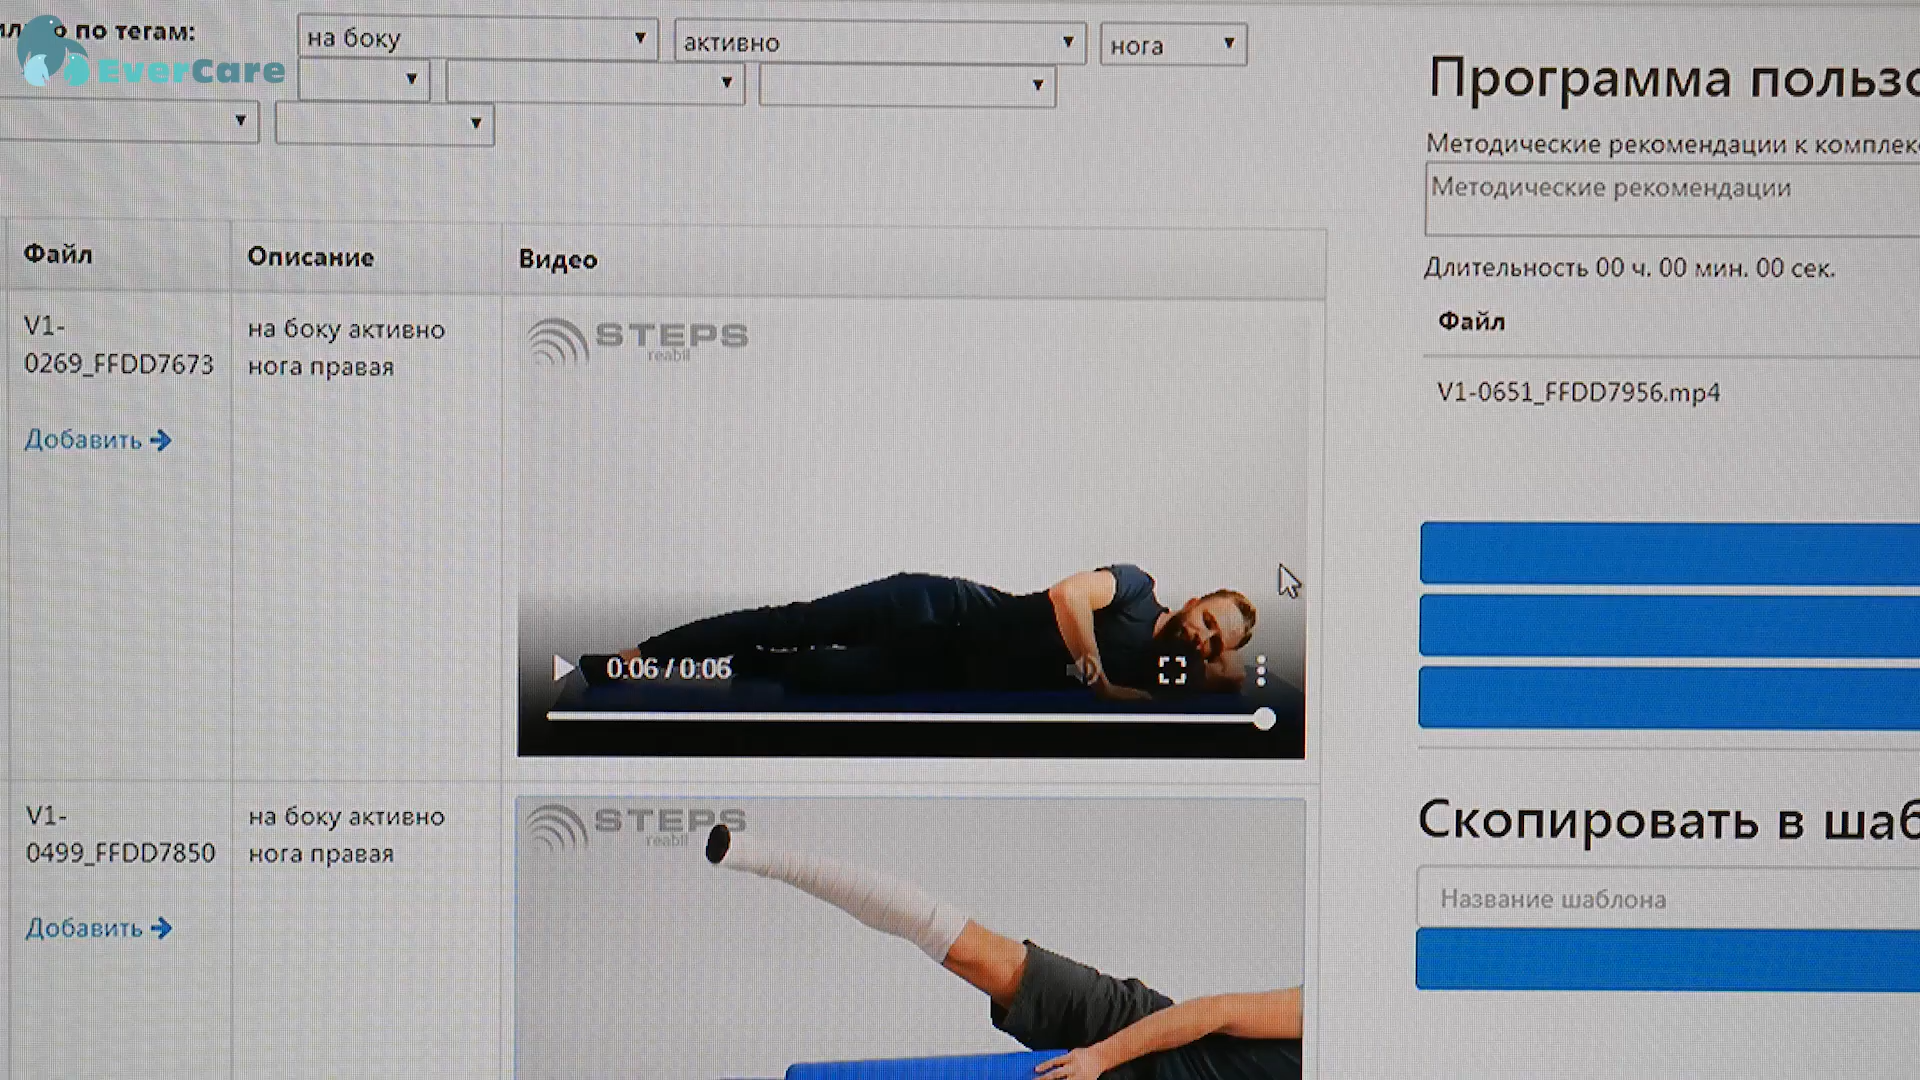 о по тегам:
на боку
активно
нога
EverCare
Файл
Описание
Видео
V1-
0269_FFDD7673
Добавить
на боку активно
нога правая
STEPS
reabil
0:06 / 0:06
V1-
0499_FFDD7850
Добавить
на боку активно
нога правая
STEPS
reabil
Программа пользо
Методические рекомендации к комплек
Методические рекомендации
Длительность 00 ч. 00 мин. 00 сек.
Файл
V1-0651_FFDD7956.mp4
Скопировать в шаб
Название шаблона